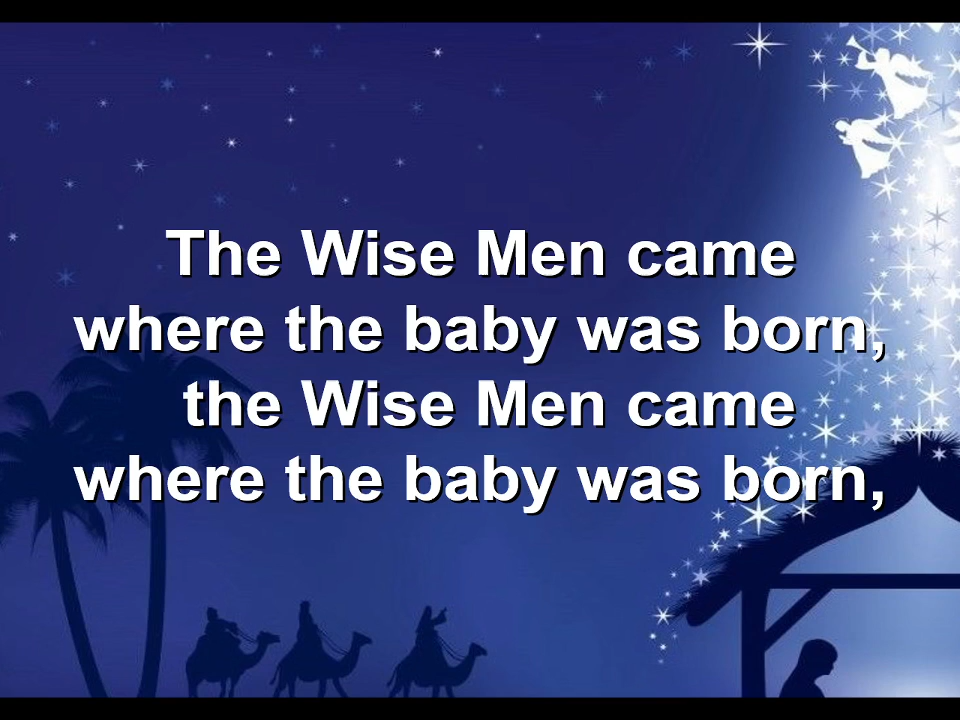 The Wise Men came
where the baby was born,
the Wise Men came
where the baby was born,